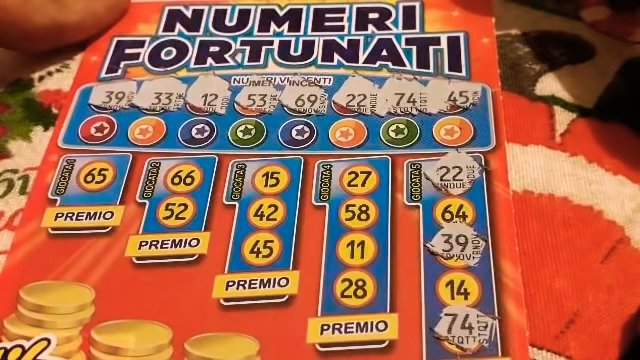 NUMERI
FORTUNATI
NUMERI VINCENTI
39 33 12 53 69 22 74 45
GIOCATA 1
65
PREMIO
GIOCATA 2
66
52
PREMIO
GIOCATA 3
15
42
45
PREMIO
GIOCATA 4
27
58
11
28
PREMIO
GIOCATA 5
22
64
39
14
74